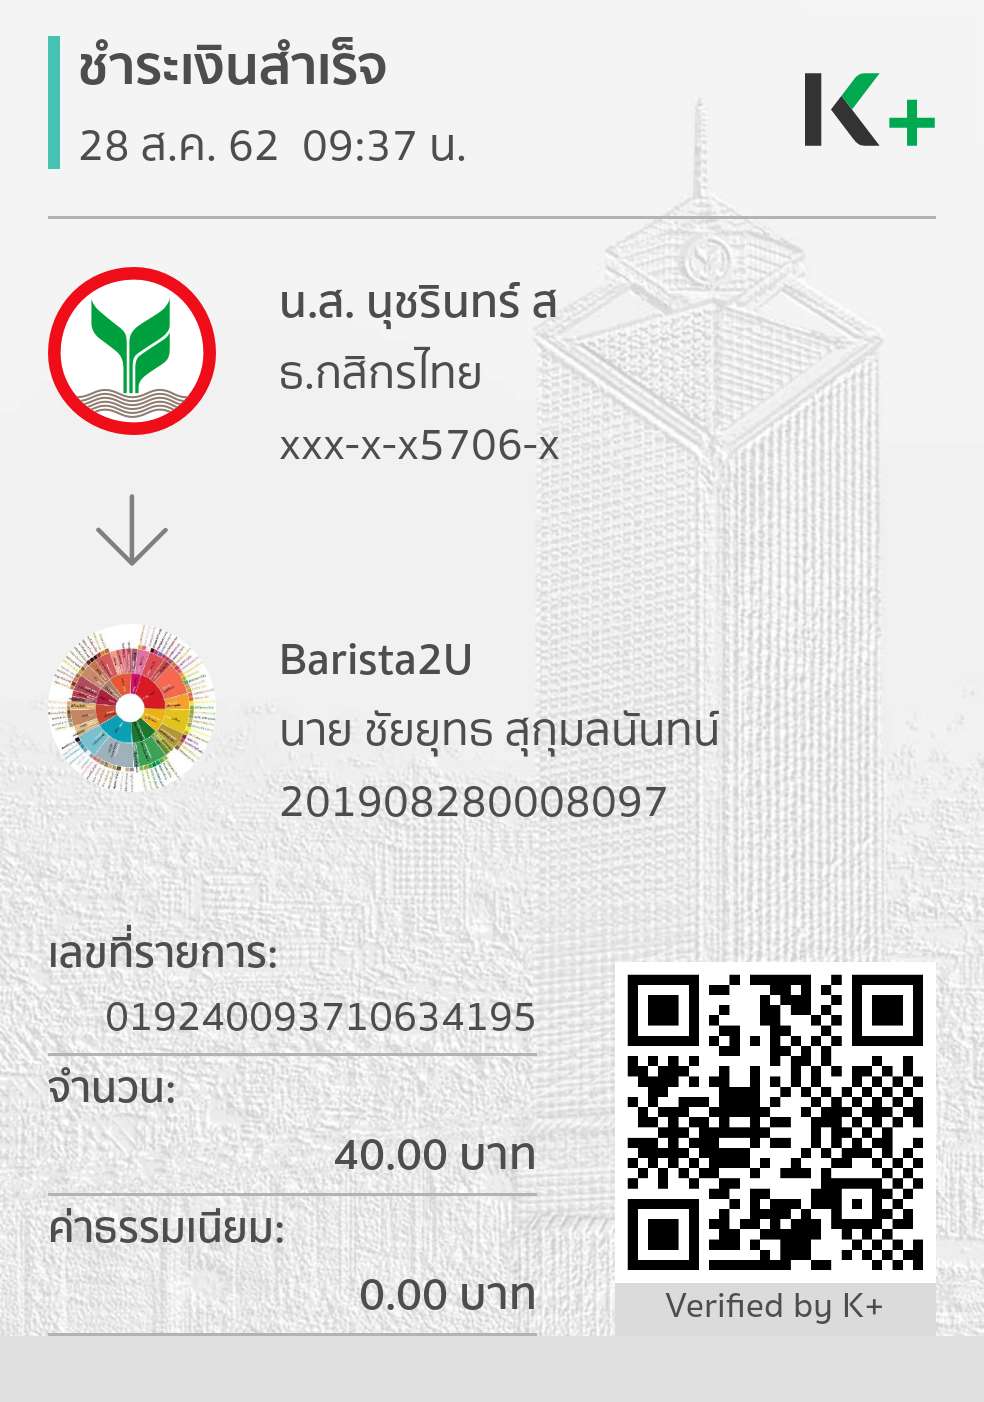 ชำระเงินสำเร็จ
28 ส.ค. 62 09:37 น.
K+
น.ส. นุชรินทร์ ส
ธ.กสิกรไทย
xxx-x-x5706-x
Barista2U
นาย ชัยยุทธ สุกุมลนันทน์
201908280008097
เลขที่รายการ:
019240093710634195
จำนวน:
40.00 บาท
ค่าธรรมเนียม:
0.00 บาท
Verified by K+